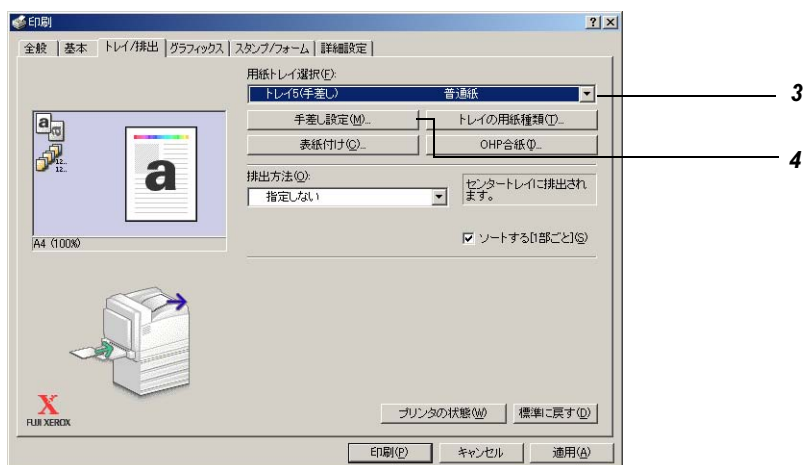 印刷
全般 基本 トレイ/排出 グラフィックス スタンプ/フォーム 詳細設定
用紙トレイ選択(F):
トレイ5(手差し) 普通紙
3
手差し設定(M)... トレイの用紙種類(T)...
表紙付け(C)... OHP合紙(I)...
4
a
a
12..
12..
a
排出方法(O):
指定しない
センタートレイに排出され
ます。
A4 (100%)
ソートする[1部ごと](S)
X
FUJI XEROX
プリンタの状態(W) 標準に戻す(D)
印刷(P) キャンセル 適用(A)